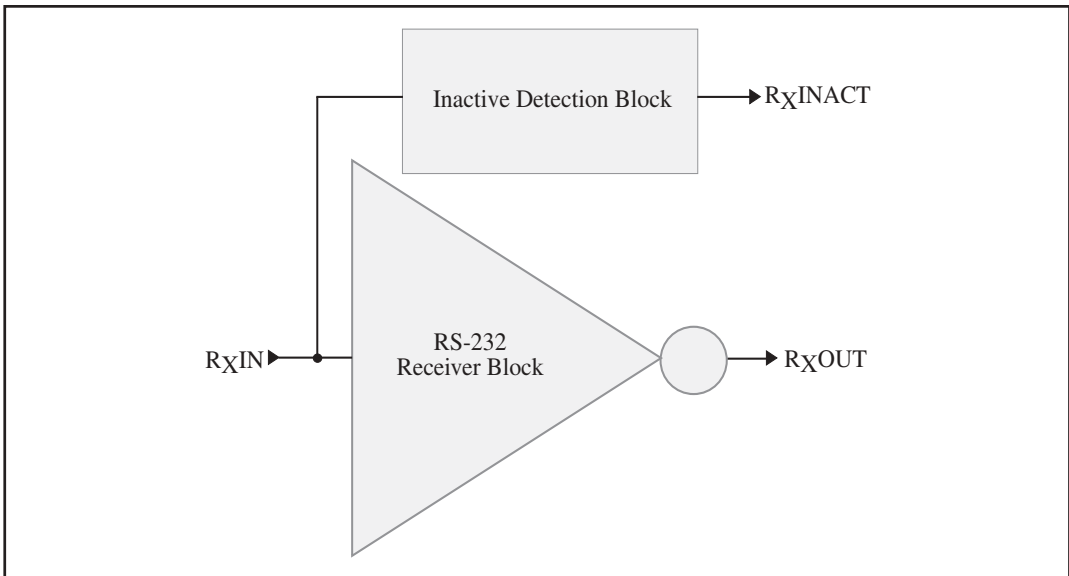 Inactive Detection Block
RXINACT
RXIN
RS-232
Receiver Block
RXOUT